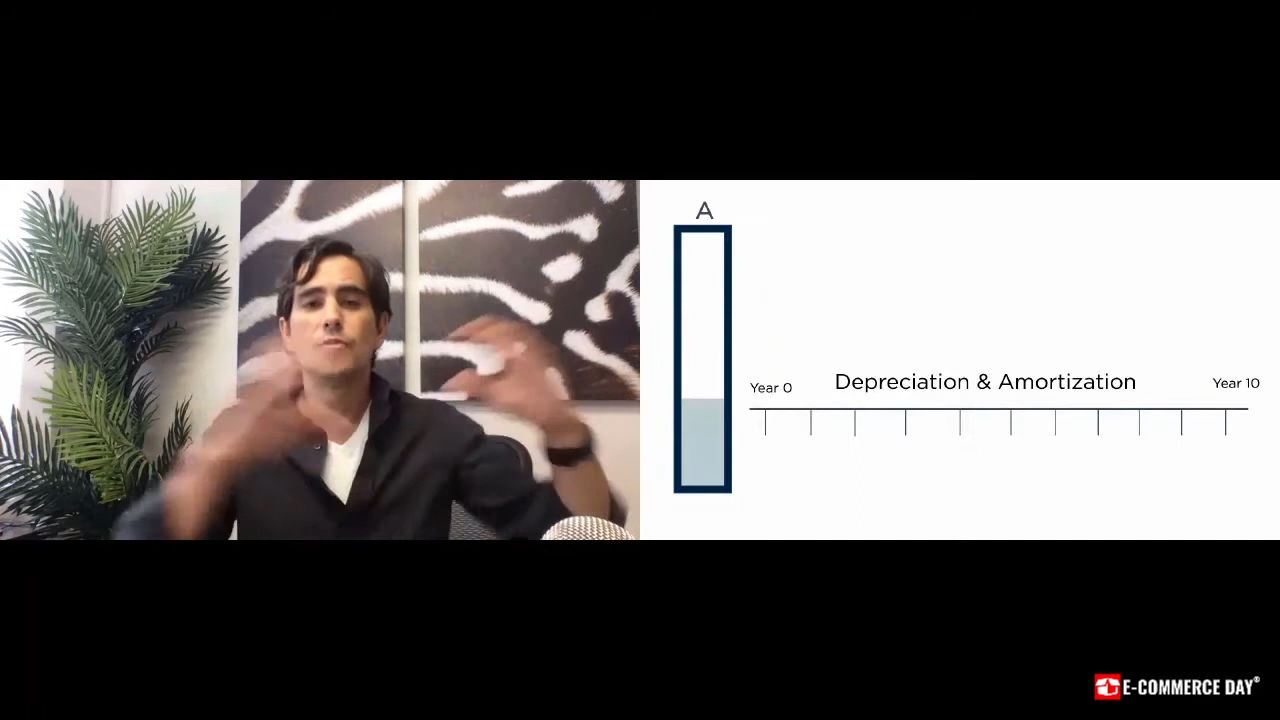 A
Year 0
Depreciation & Amortization
Year 10
E-COMMERCE DAY®